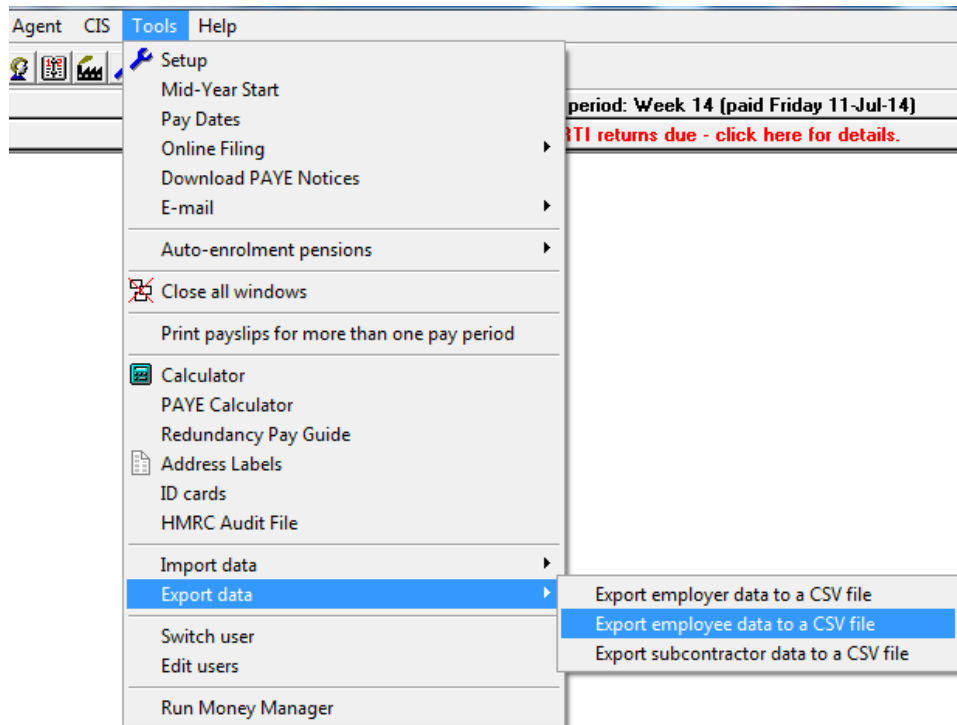 Agent CIS Tools Help
period: Week 14 (paid Friday 11-Jul-14)
RTI returns due - click here for details.
Setup
Mid-Year Start
Pay Dates
Online Filing
Download PAYE Notices
E-mail
Auto-enrolment pensions
Close all windows
Print payslips for more than one pay period
Calculator
PAYE Calculator
Redundancy Pay Guide
Address Labels
ID cards
HMRC Audit File
Import data
Export data
Export employer data to a CSV file
Export employee data to a CSV file
Export subcontractor data to a CSV file
Switch user
Edit users
Run Money Manager